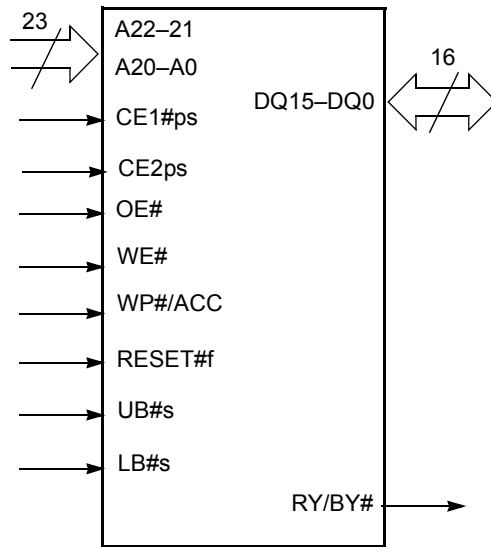 23
A22–21
A20–A0
16
DQ15–DQ0
CE1#ps
CE2ps
OE#
WE#
WP#/ACC
RESET#f
UB#s
LB#s
RY/BY#